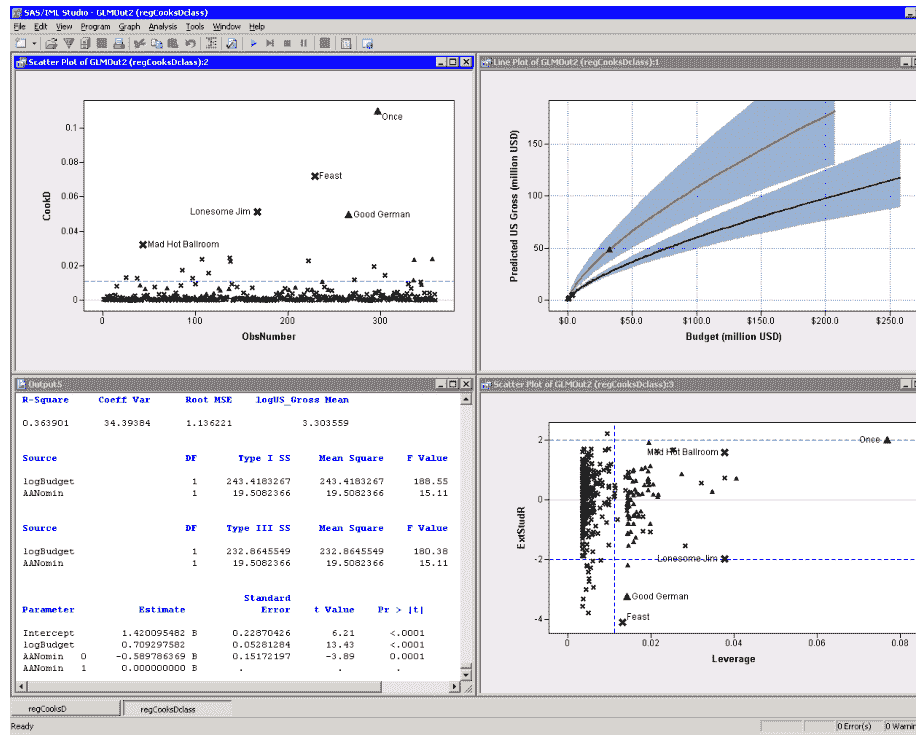 SAS/IML Studio - GLMOut2 (regCooksDclass)
File Edit View Program Graph Analysis Tools Window Help
Scatter Plot of GLMOut2 (regCooksDclass):2
CookD
0.1
0.08
0.06
0.04
0.02
0
Once
Feast
Lonesome Jim
Good German
Mad Hot Ballroom
0 100 200 300
ObsNumber
Line Plot of GLMOut2 (regCooksDclass):1
Predicted US Gross (million USD)
150
100
50
0
$0.0 $50.0 $100.0 $150.0 $200.0 $250.0
Budget (million USD)
Output5
R-Square Coeff Var Root MSE logUS_Gross Mean
0.363901 34.39384 1.136221 3.303559
Source DF Type I SS Mean Square F Value
logBudget 1 243.4183267 243.4183267 188.55
AANomin 1 19.5082366 19.5082366 15.11
Source DF Type III SS Mean Square F Value
logBudget 1 232.8645549 232.8645549 180.38
AANomin 1 19.5082366 19.5082366 15.11
Standard
Parameter Estimate Error t Value Pr > |t|
Intercept 1.420095482 B 0.22870426 6.21 <.0001
logBudget 0.709297582 0.05281284 13.43 <.0001
AANomin 0 -0.589786369 B 0.15172197 -3.89 0.0001
AANomin 1 0.000000000 B . . .
Scatter Plot of GLMOut2 (regCooksDclass):3
ExtStudR
2
0
-2
-4
Once
Mad Hot Ballroom
Lonesome Jim
Good German
Feast
0 0.02 0.04 0.06 0.08
Leverage
regCooksD regCooksDclass
Ready 0 Error(s) 0 Warnin